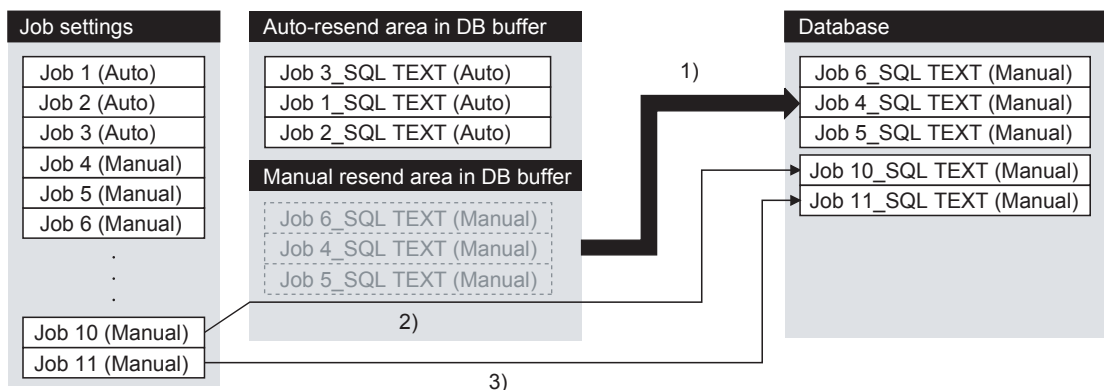 Job settings
Job 1 (Auto)
Job 2 (Auto)
Job 3 (Auto)
Job 4 (Manual)
Job 5 (Manual)
Job 6 (Manual)
.
.
.
Job 10 (Manual)
Job 11 (Manual)
Auto-resend area in DB buffer
Job 3_SQL TEXT (Auto)
Job 1_SQL TEXT (Auto)
Job 2_SQL TEXT (Auto)
Manual resend area in DB buffer
Job 6_SQL TEXT (Manual)
Job 4_SQL TEXT (Manual)
Job 5_SQL TEXT (Manual)
1)
2)
3)
Database
Job 6_SQL TEXT (Manual)
Job 4_SQL TEXT (Manual)
Job 5_SQL TEXT (Manual)
Job 10_SQL TEXT (Manual)
Job 11_SQL TEXT (Manual)